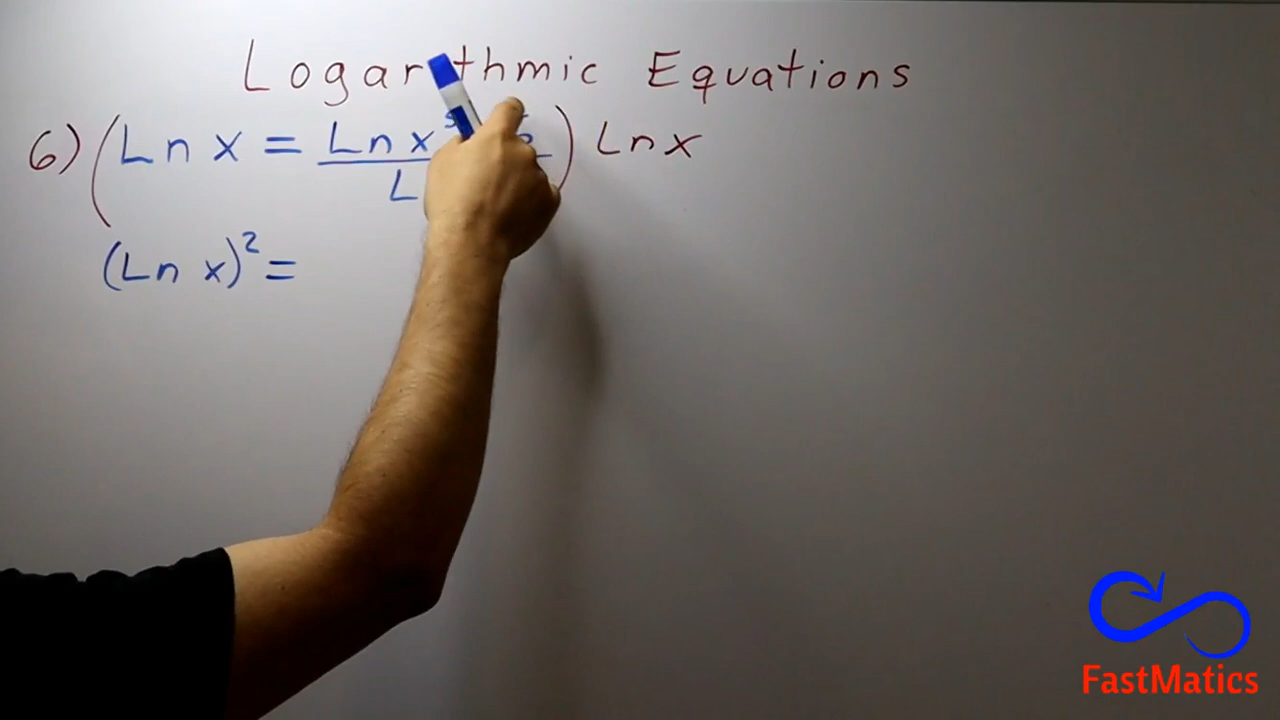 Logarithmic Equations
6) (Ln x = Ln x ) Ln x
L
(Ln x)² =
FastMatics